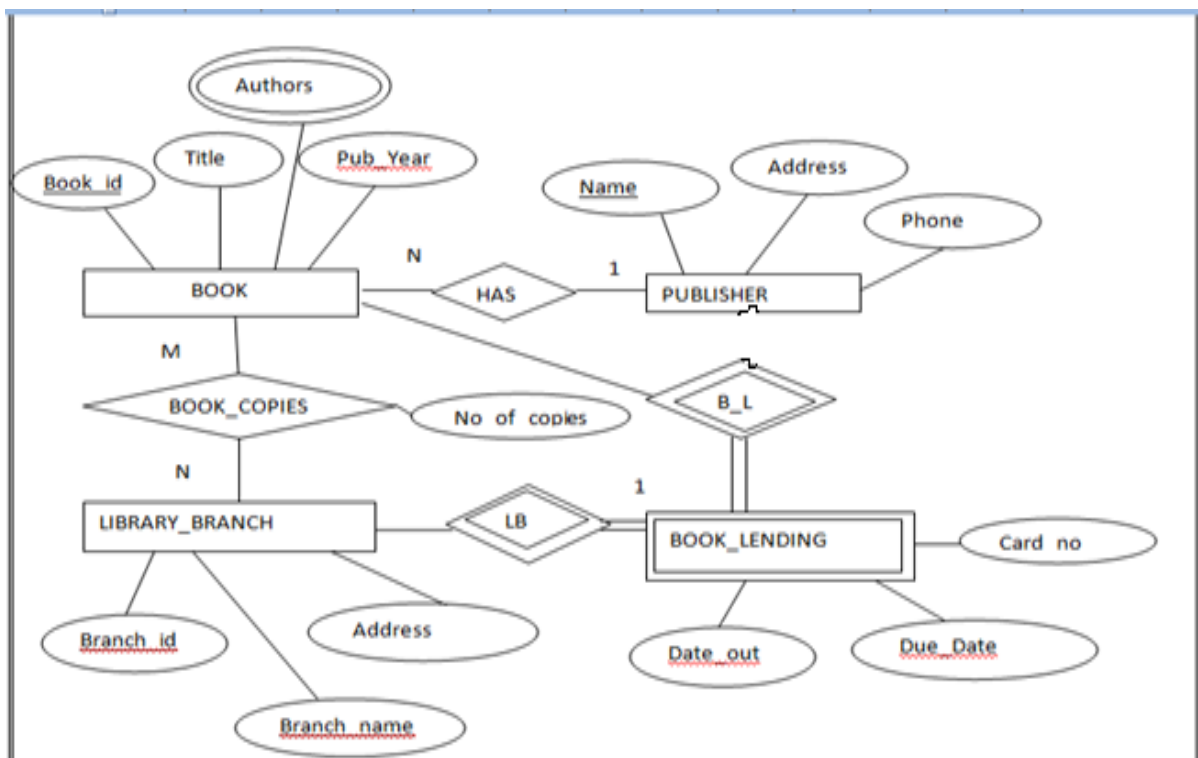 Authors
Title
Pub_Year
Book_id
Name
Address
Phone
N
1
BOOK
HAS
PUBLISHER
M
BOOK_COPIES
No of copies
B_L
N
1
LIBRARY_BRANCH
LB
BOOK_LENDING
Card no
Branch_id
Address
Date_out
Due_Date
Branch_name